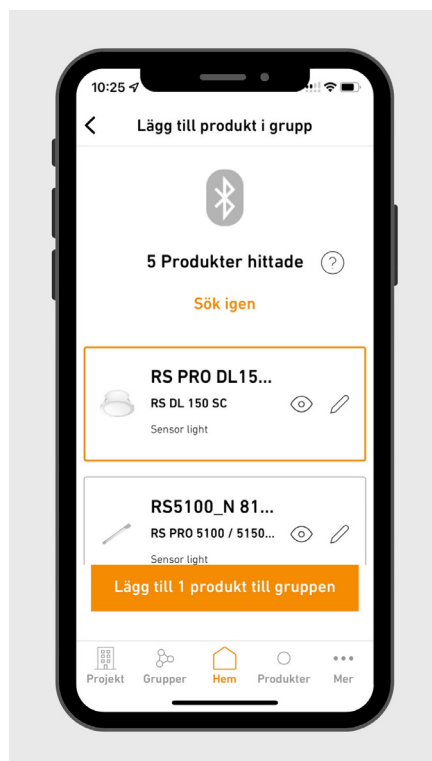 10:25
Lägg till produkt i grupp
5 Produkter hittade ?
Sök igen
RS PRO DL15...
RS DL 150 SC
Sensor light
RS5100_N 81...
RS PRO 5100 / 5150...
Sensor light
Lägg till 1 produkt till gruppen
Projekt Grupper Hem Produkter Mer